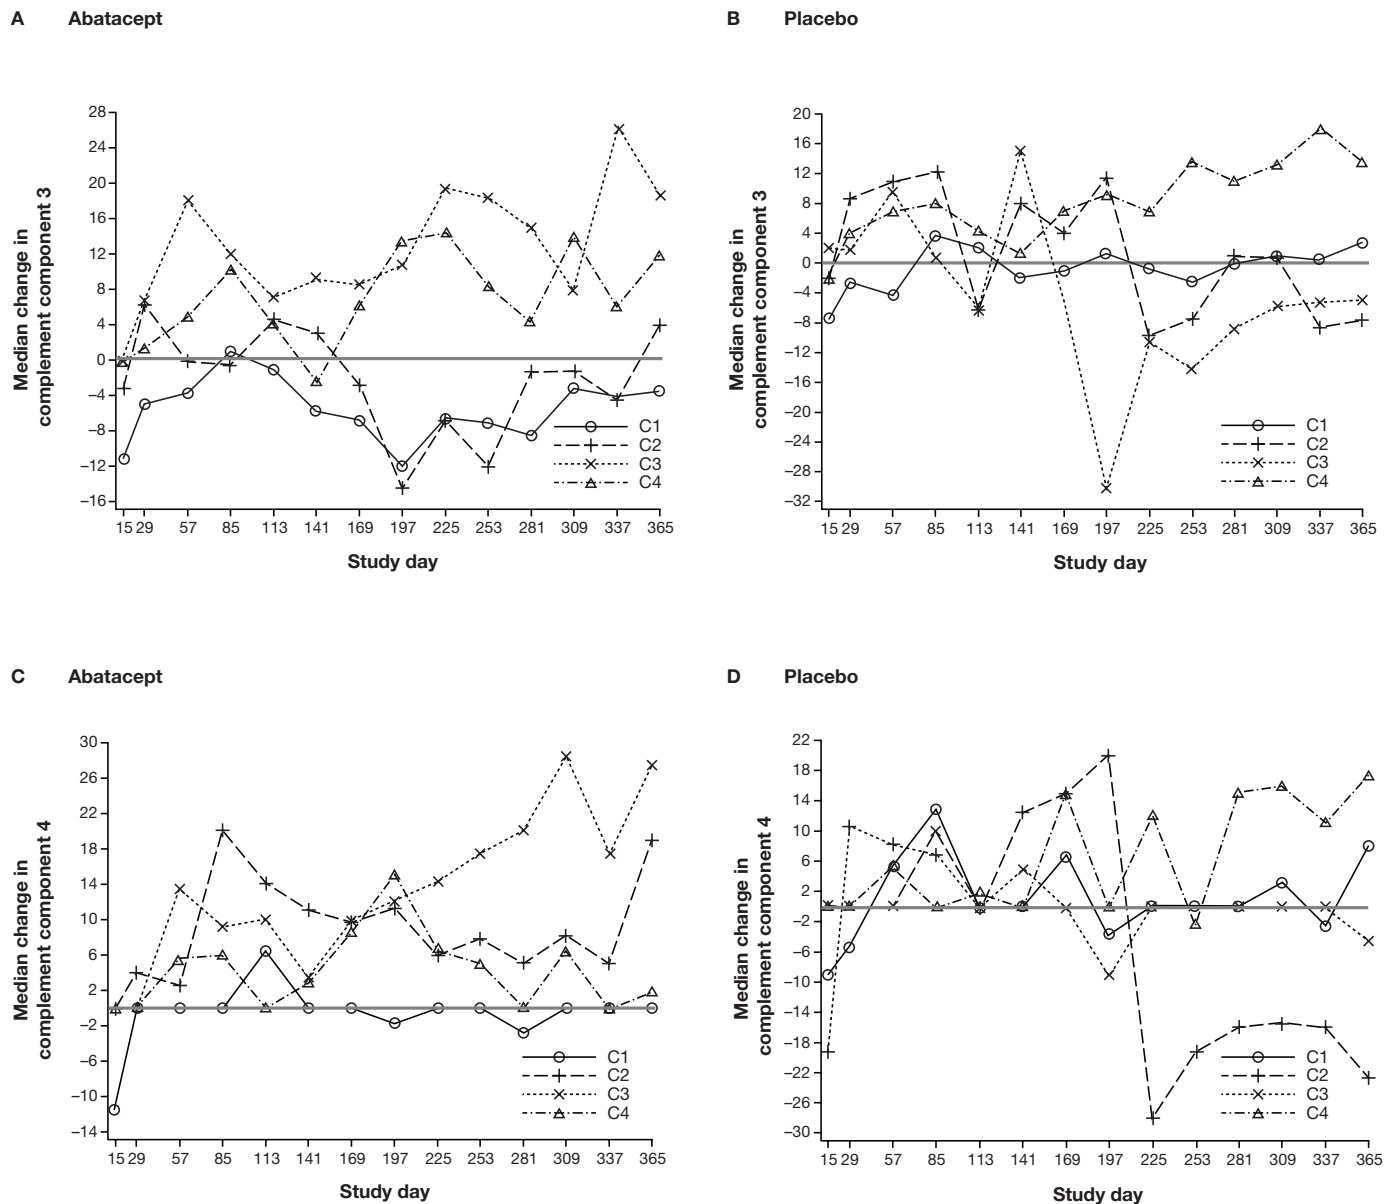 A Abatacept
Median change in
complement component 3
28
24
20
16
12
8
4
0
−4
−8
−12
−16
C1
C2
C3
C4
15 29 57 85 113 141 169 197 225 253 281 309 337 365
Study day
B Placebo
Median change in
complement component 3
20
16
12
8
4
0
−4
−8
−12
−16
−20
−24
−28
−32
C1
C2
C3
C4
15 29 57 85 113 141 169 197 225 253 281 309 337 365
Study day
C Abatacept
Median change in
complement component 4
30
26
22
18
14
10
6
2
−2
−6
−10
−14
C1
C2
C3
C4
15 29 57 85 113 141 169 197 225 253 281 309 337 365
Study day
D Placebo
Median change in
complement component 4
22
18
14
10
6
2
−2
−6
−10
−14
−18
−22
−26
−30
C1
C2
C3
C4
15 29 57 85 113 141 169 197 225 253 281 309 337 365
Study day